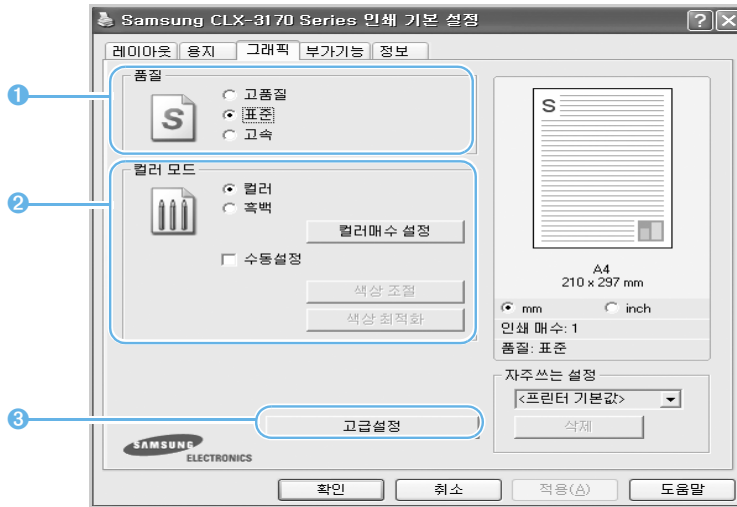 Samsung CLX-3170 Series 인쇄 기본 설정
레이아웃 용지 그래픽 부가기능 정보
1
품질
S
고품질
표준
고속
2
컬러 모드
컬러
흑백
컬러매수 설정
수동설정
색상 조절
색상 최적화
S
A4
210 x 297 mm
mm inch
인쇄 매수: 1
품질: 표준
자주쓰는 설정
<프린터 기본값>
삭제
3
고급설정
SAMSUNG
ELECTRONICS
확인 취소 적용(A) 도움말